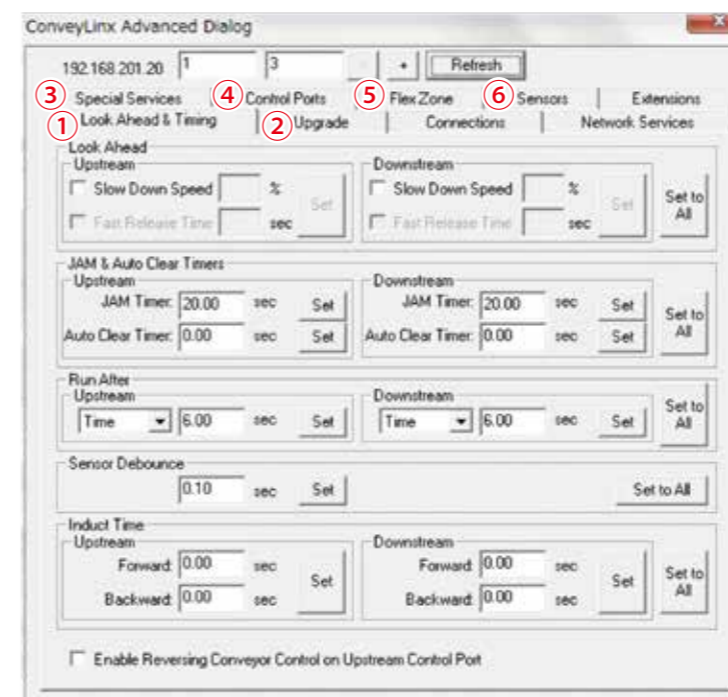 ConveyLinx Advanced Dialog
192.168.201.20 1 3 + Refresh
③ Special Services ④ Control Ports ⑤ Flex Zone ⑥ Sensors Extensions
① Look Ahead & Timing ② Upgrade Connections Network Services
Look Ahead
Upstream Downstream
Slow Down Speed % Set Slow Down Speed % Set Set to All
Fast Release Time sec Fast Release Time sec
JAM & Auto Clear Timers
Upstream Downstream
JAM Timer: 20.00 sec Set JAM Timer: 20.00 sec Set Set to All
Auto Clear Timer: 0.00 sec Set Auto Clear Timer: 0.00 sec Set
Run After
Upstream Downstream
Time 6.00 sec Set Time 6.00 sec Set Set to All
Sensor Debounce
0.10 sec Set Set to All
Induct Time
Upstream Downstream
Forward: 0.00 sec Set Forward: 0.00 sec Set Set to All
Backward: 0.00 sec Backward: 0.00 sec
Enable Reversing Conveyor Control on Upstream Control Port